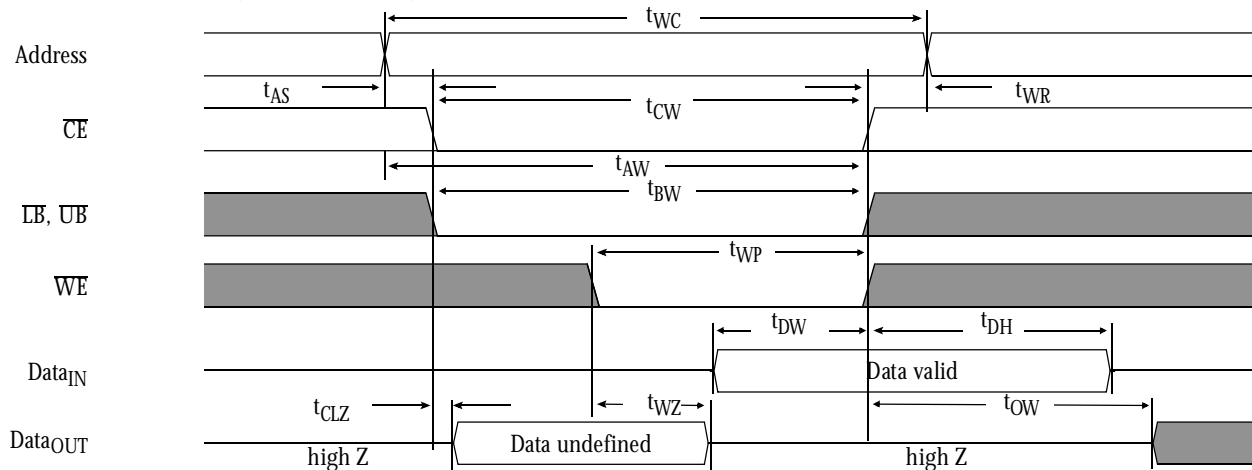 tWC
Address
tAS
tCW
tWR
CE
tAW
tBW
LB, UB
tWP
WE
tDW
tDH
DataIN
Data valid
tCLZ
tWZ
tOW
DataOUT
Data undefined
high Z
high Z